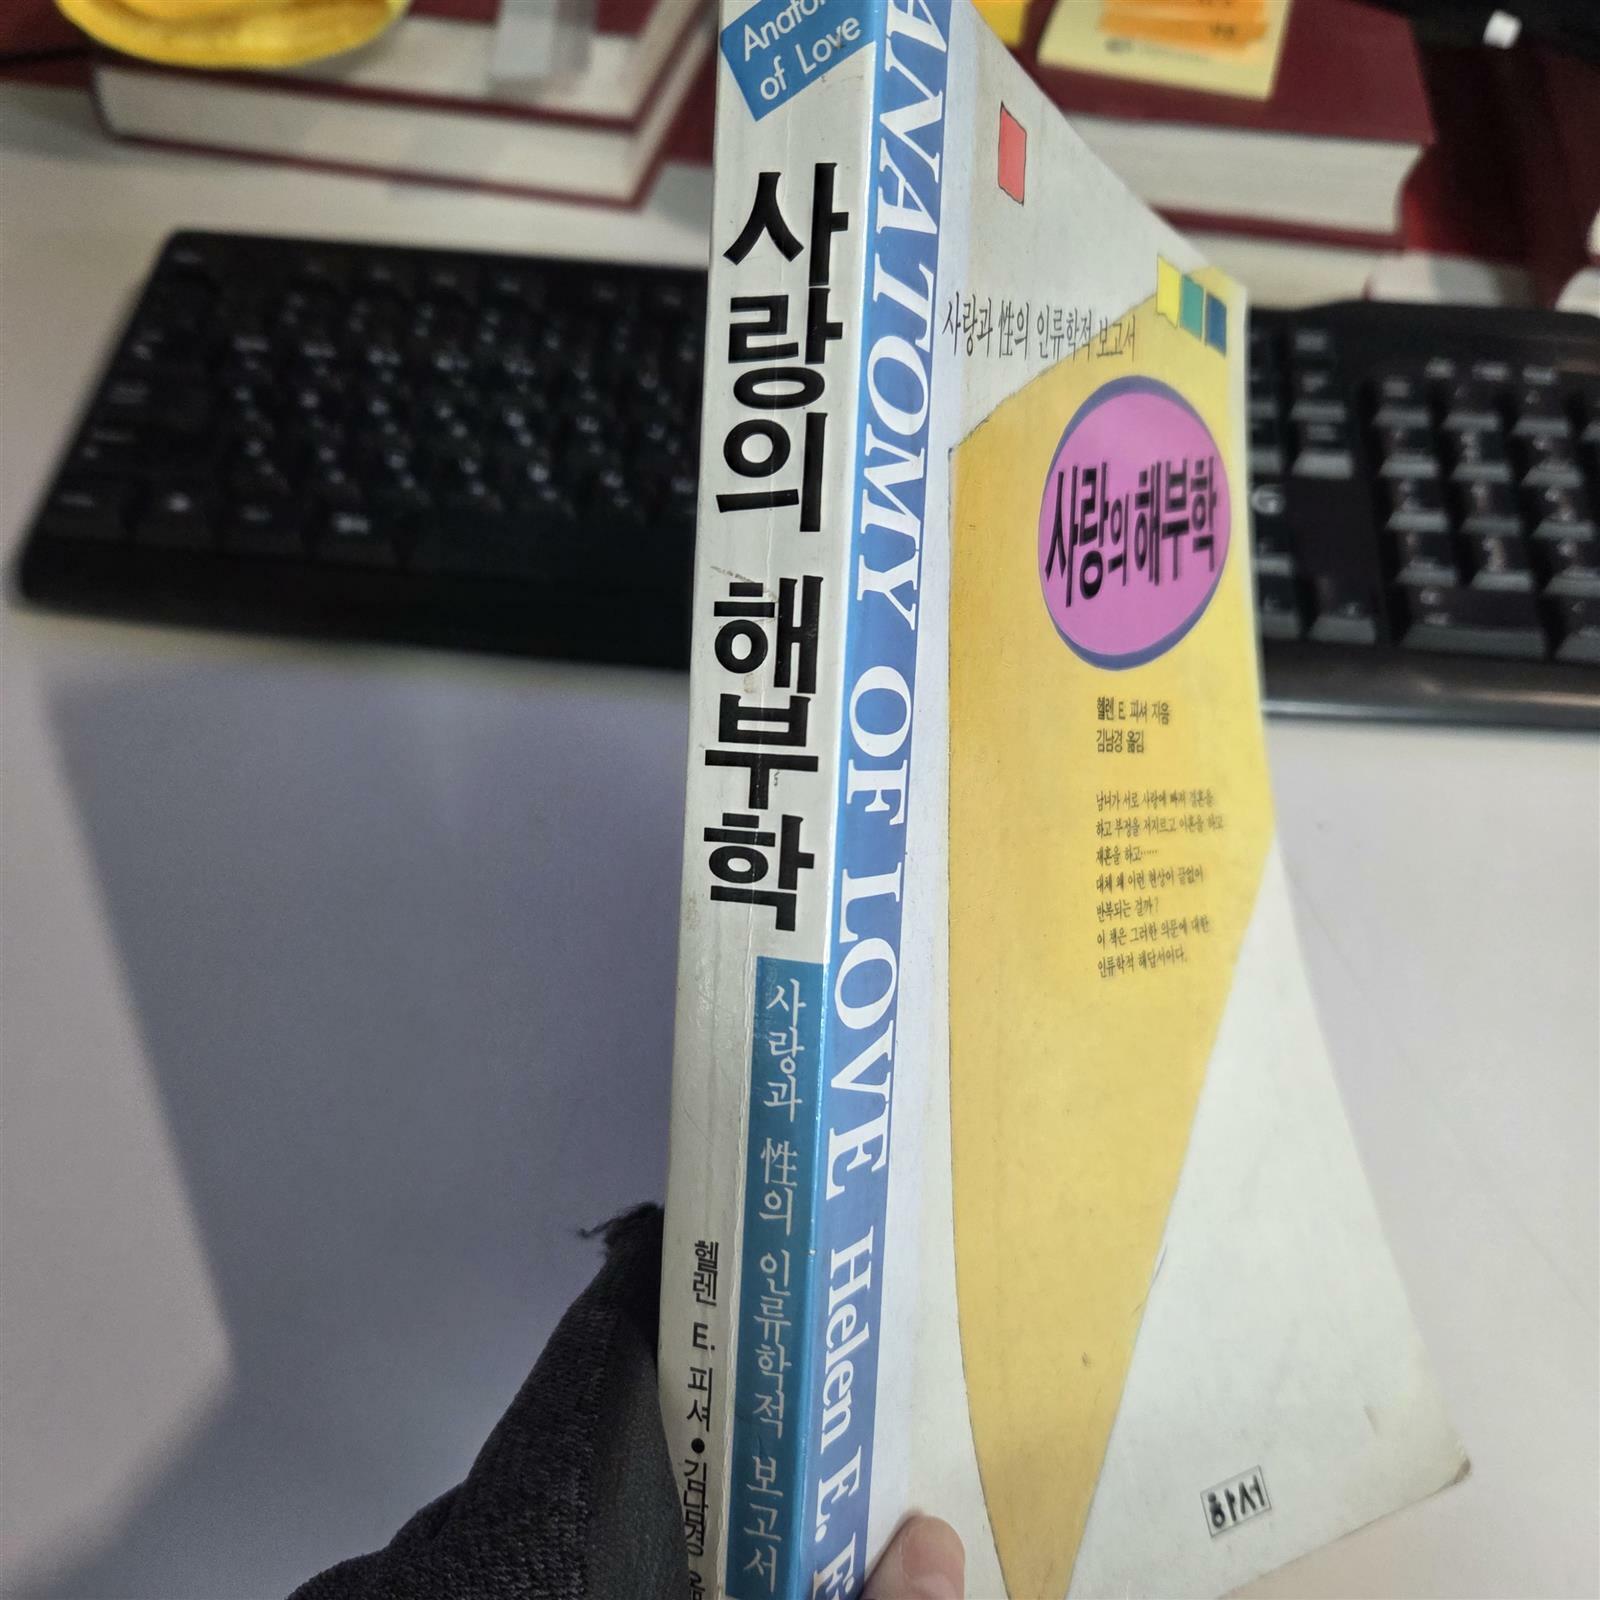 of Love
사랑의 해부학
사랑과 性의 인류학적 보고서
헬렌 E. 피셔 • 김남경
ANATOMY OF LOVE Helen E.
사랑과 性의 인류학적 보고서
사랑의 해부학
헬렌 E. 피셔 지음
김남경 옮김
남녀가 서로 사랑에 빠져 결혼을
하고 부정을 저지르고 이혼을 하고
재혼을 하고……
대체 왜 이런 현상이 끝없이
반복되는 걸까?
이 책은 그러한 의문에 대한
인류학적 해답서이다.
하서